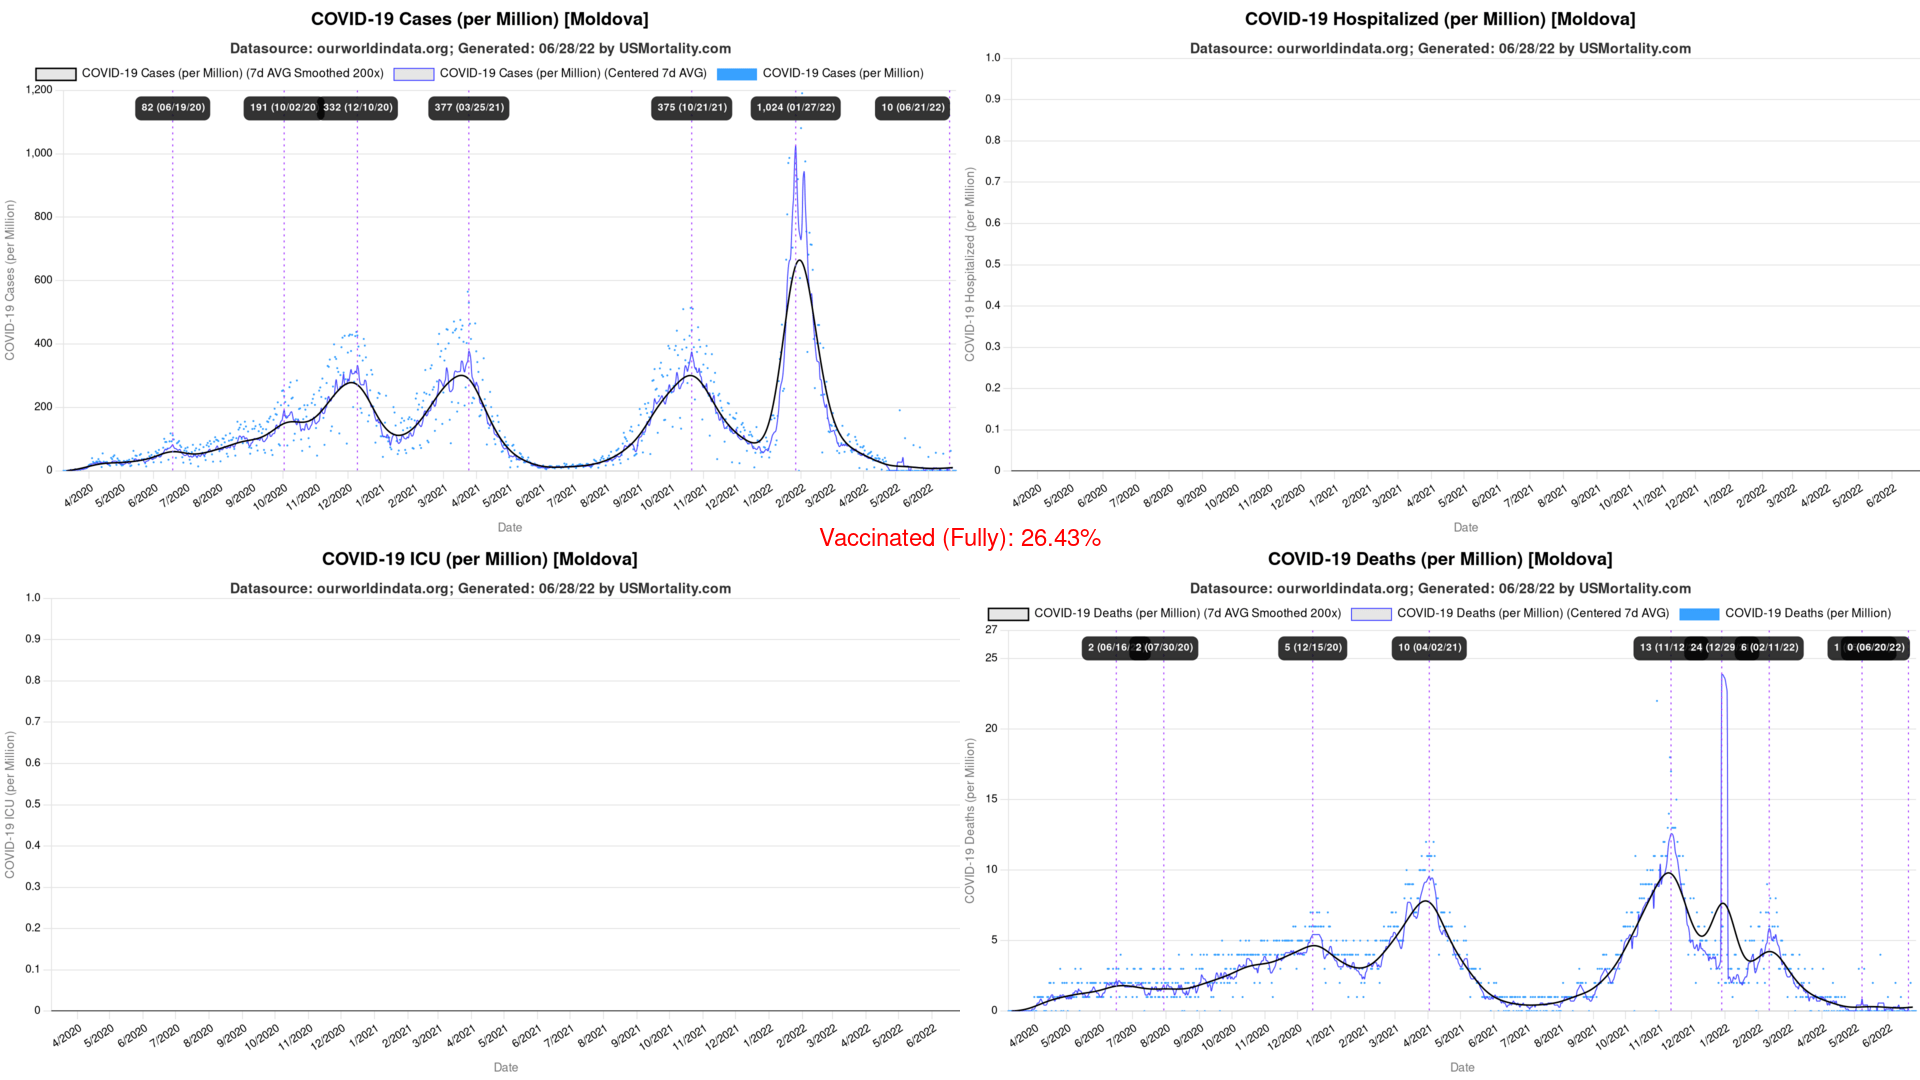 COVID-19 Cases (per Million) [Moldova]
Datasource: ourworldindata.org; Generated: 06/28/22 by USMortality.com
COVID-19 Cases (per Million) (7d AVG Smoothed 200x) COVID-19 Cases (per Million) (Centered 7d AVG) COVID-19 Cases (per Million)
82 (06/19/20) 191 (10/02/20 332 (12/10/20) 377 (03/25/21) 375 (10/21/21) 1,024 (01/27/22) 10 (06/21/22)
1,200
1,000
800
600
400
200
0
COVID-19 Cases (per Million)
4/2020 5/2020 6/2020 7/2020 8/2020 9/2020 10/2020 11/2020 12/2020 1/2021 2/2021 3/2021 4/2021 5/2021 6/2021 7/2021 8/2021 9/2021 10/2021 11/2021 12/2021 1/2022 2/2022 3/2022 4/2022 5/2022 6/2022
Date
COVID-19 Hospitalized (per Million) [Moldova]
Datasource: ourworldindata.org; Generated: 06/28/22 by USMortality.com
1.0
0.9
0.8
0.7
0.6
0.5
0.4
0.3
0.2
0.1
0
COVID-19 Hospitalized (per Million)
4/2020 5/2020 6/2020 7/2020 8/2020 9/2020 10/2020 11/2020 12/2020 1/2021 2/2021 3/2021 4/2021 5/2021 6/2021 7/2021 8/2021 9/2021 10/2021 11/2021 12/2021 1/2022 2/2022 3/2022 4/2022 5/2022 6/2022
Date
Vaccinated (Fully): 26.43%
COVID-19 ICU (per Million) [Moldova]
Datasource: ourworldindata.org; Generated: 06/28/22 by USMortality.com
1.0
0.9
0.8
0.7
0.6
0.5
0.4
0.3
0.2
0.1
0
COVID-19 ICU (per Million)
4/2020 5/2020 6/2020 7/2020 8/2020 9/2020 10/2020 11/2020 12/2020 1/2021 2/2021 3/2021 4/2021 5/2021 6/2021 7/2021 8/2021 9/2021 10/2021 11/2021 12/2021 1/2022 2/2022 3/2022 4/2022 5/2022 6/2022
Date
COVID-19 Deaths (per Million) [Moldova]
Datasource: ourworldindata.org; Generated: 06/28/22 by USMortality.com
COVID-19 Deaths (per Million) (7d AVG Smoothed 200x) COVID-19 Deaths (per Million) (Centered 7d AVG) COVID-19 Deaths (per Million)
2 (06/16/ 2 (07/30/20) 5 (12/15/20) 10 (04/02/21) 13 (11/12 24 (12/29 6 (02/11/22) 1 0 (06/20/22)
27
25
20
15
10
5
0
COVID-19 Deaths (per Million)
4/2020 5/2020 6/2020 7/2020 8/2020 9/2020 10/2020 11/2020 12/2020 1/2021 2/2021 3/2021 4/2021 5/2021 6/2021 7/2021 8/2021 9/2021 10/2021 11/2021 12/2021 1/2022 2/2022 3/2022 4/2022 5/2022 6/2022
Date